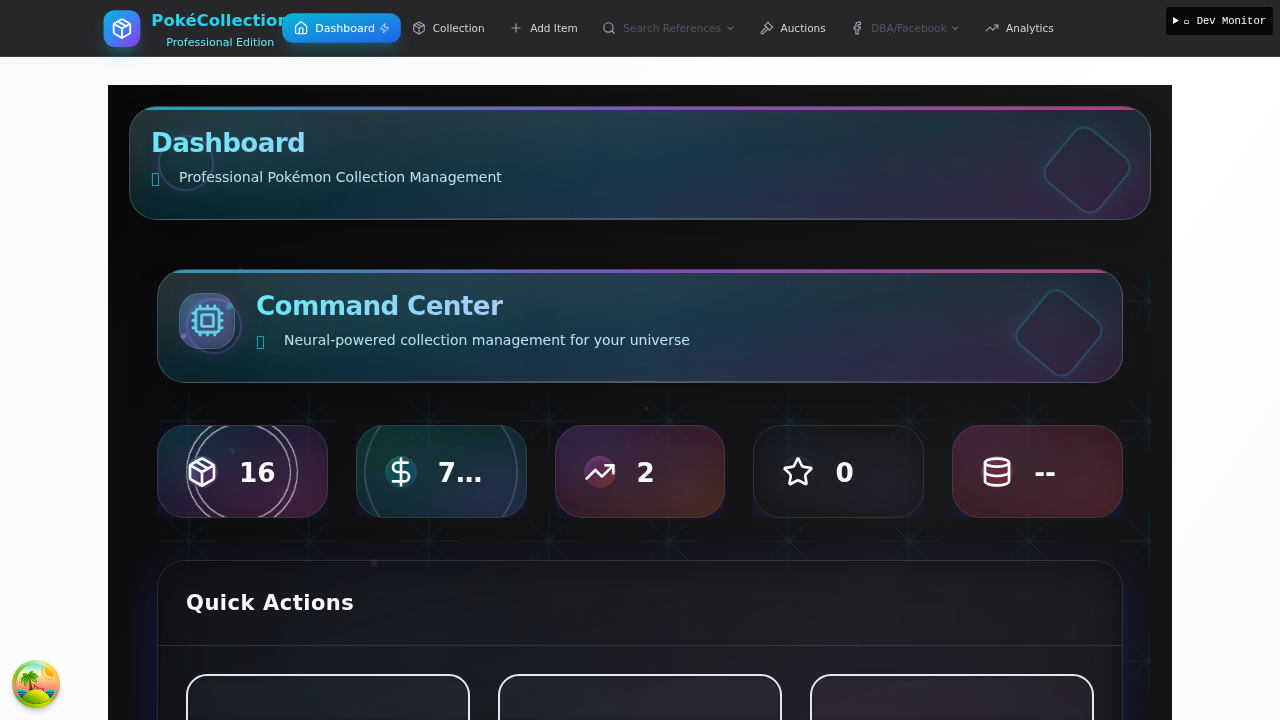 PokéCollection
Professional Edition
Dashboard
Collection
Add Item
Search References
Auctions
DBA/Facebook
Analytics
Dev Monitor
Dashboard
Professional Pokémon Collection Management
Command Center
Neural-powered collection management for your universe
16
7...
2
0
--
Quick Actions